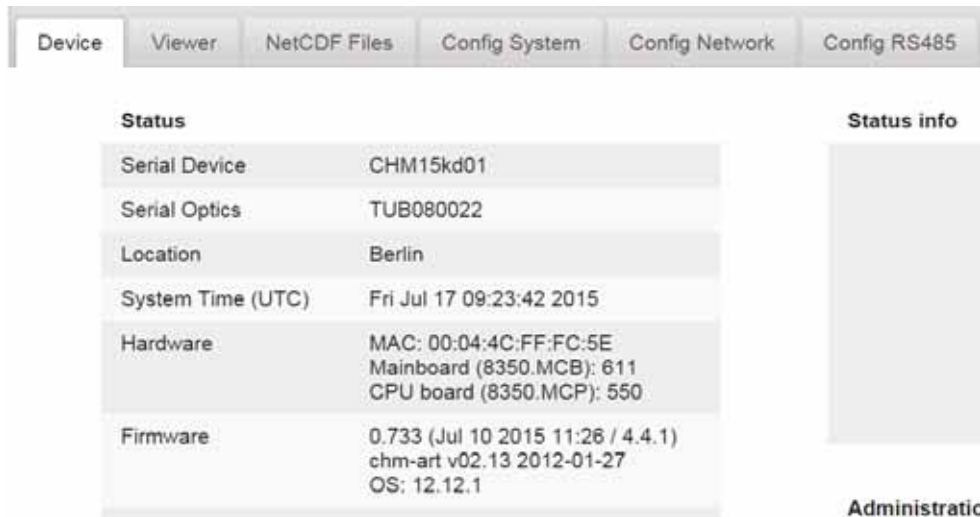 Device Viewer NetCDF Files Config System Config Network Config RS485
Status
Serial Device CHM15kd01
Serial Optics TUB080022
Location Berlin
System Time (UTC) Fri Jul 17 09:23:42 2015
Hardware MAC: 00:04:4C:FF:FC:5E
Mainboard (8350.MCB): 611
CPU board (8350.MCP): 550
Firmware 0.733 (Jul 10 2015 11:26 / 4.4.1)
chm-art v02.13 2012-01-27
OS: 12.12.1
Status info
Administratio